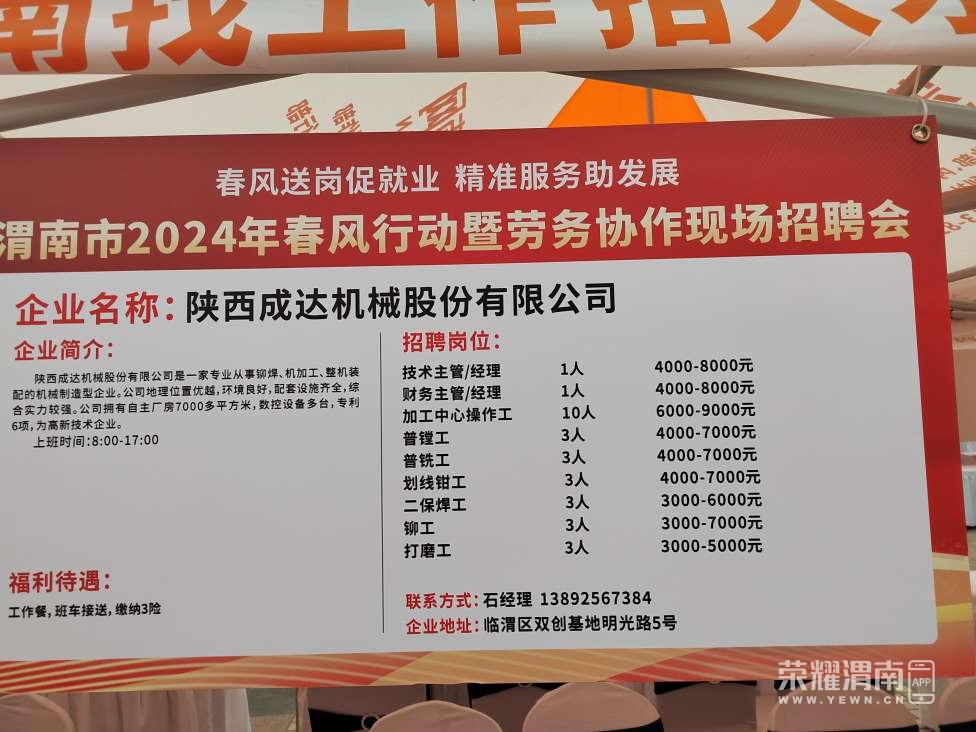 南找工作招人才
春风送岗促就业 精准服务助发展
渭南市2024年春风行动暨劳务协作现场招聘会
企业名称：陕西成达机械股份有限公司
企业简介：
陕西成达机械股份有限公司是一家专业从事铆焊、机加工、整机装
配的机械制造型企业。公司地理位置优越，环境良好，配套设施齐全，综
合实力较强。公司拥有自主厂房7000多平方米，数控设备多台，专利
6项，为高新技术企业。
上班时间：8:00-17:00
福利待遇：
工作餐，班车接送，缴纳3险
招聘岗位：
技术主管/经理 1人 4000-8000元
财务主管/经理 1人 4000-8000元
加工中心操作工 10人 6000-9000元
普镗工 3人 4000-7000元
普铣工 3人 4000-7000元
划线钳工 3人 4000-7000元
二保焊工 3人 3000-6000元
铆工 3人 3000-7000元
打磨工 3人 3000-5000元
联系方式：石经理 13892567384
企业地址：临渭区双创基地明光路5号
荣耀渭南 APP
WWW.YEWN.CN